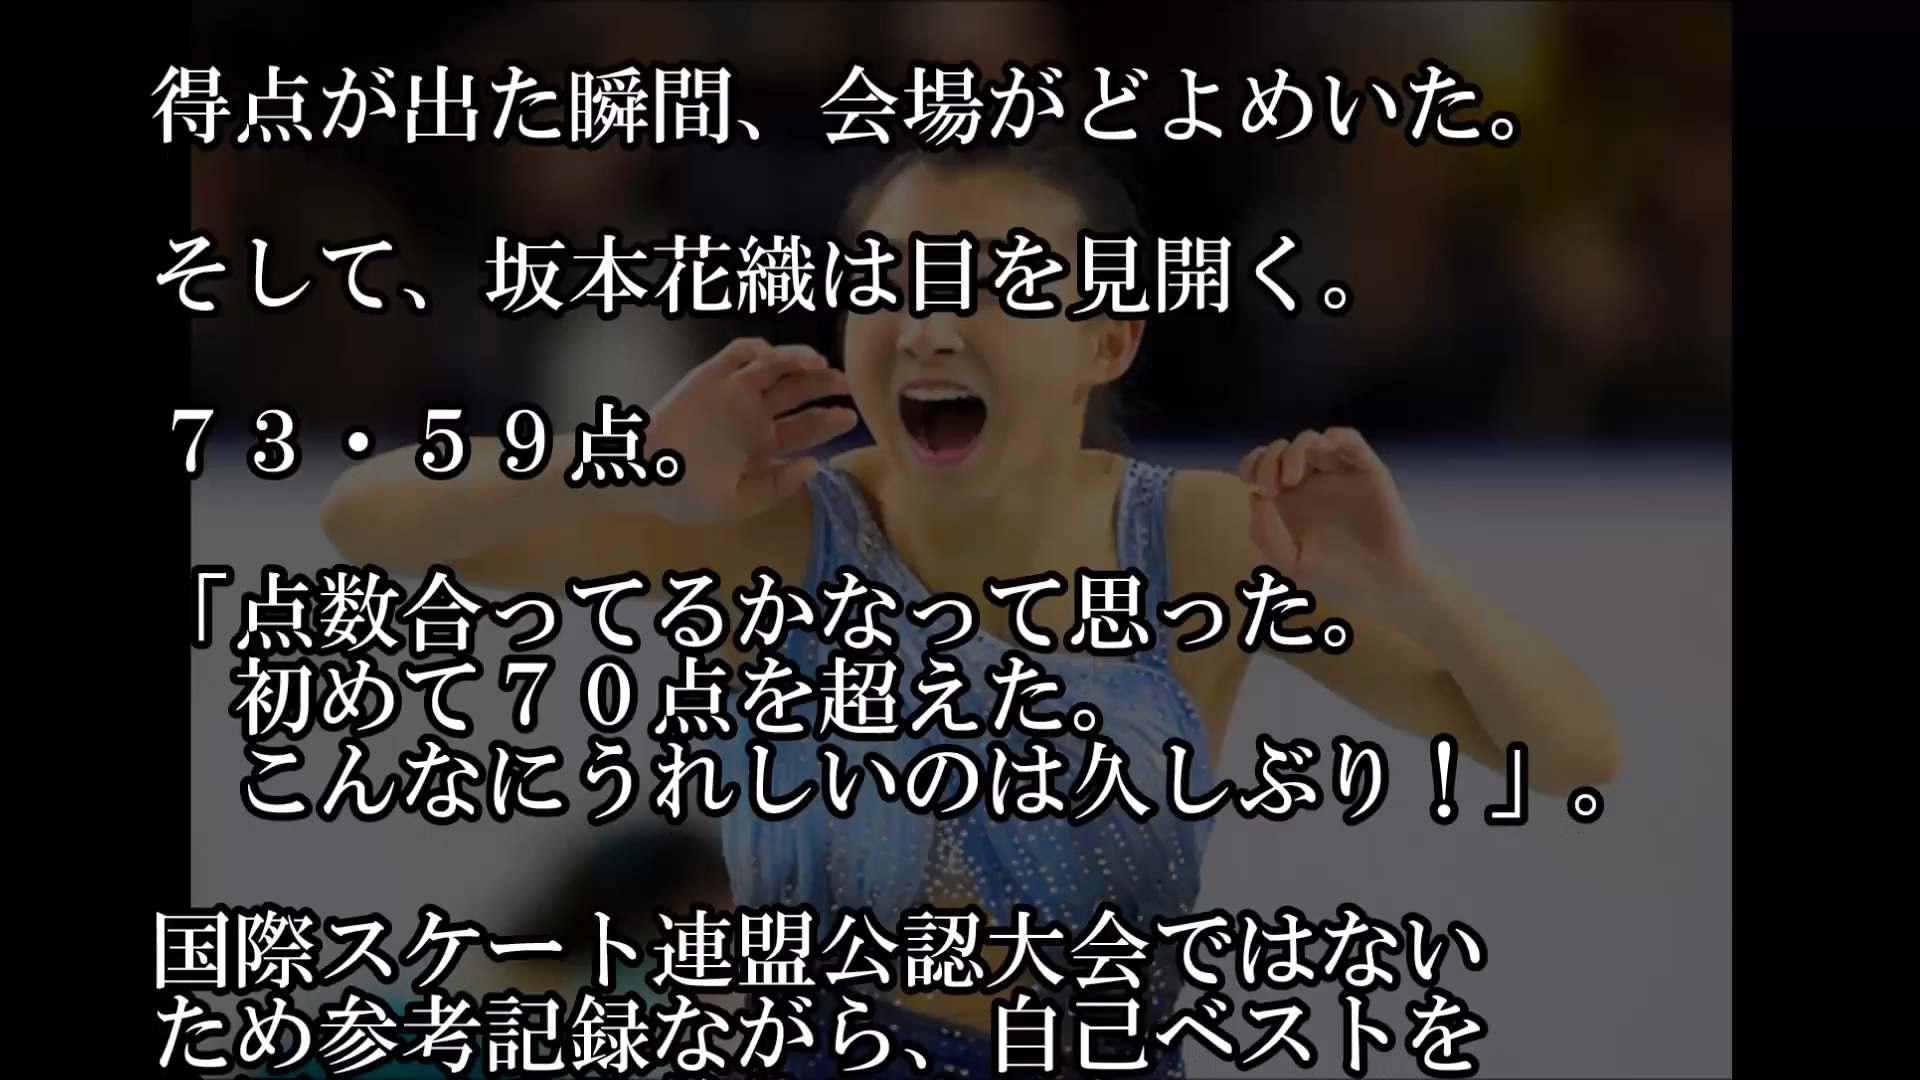 得点が出た瞬間、会場がどよめいた。
そして、坂本花織は目を見開く。
７３・５９点。
「点数合ってるかなって思った。
初めて７０点を超えた。
こんなにうれしいのは久しぶり！」。
国際スケート連盟公認大会ではない
ため参考記録ながら、自己ベストを